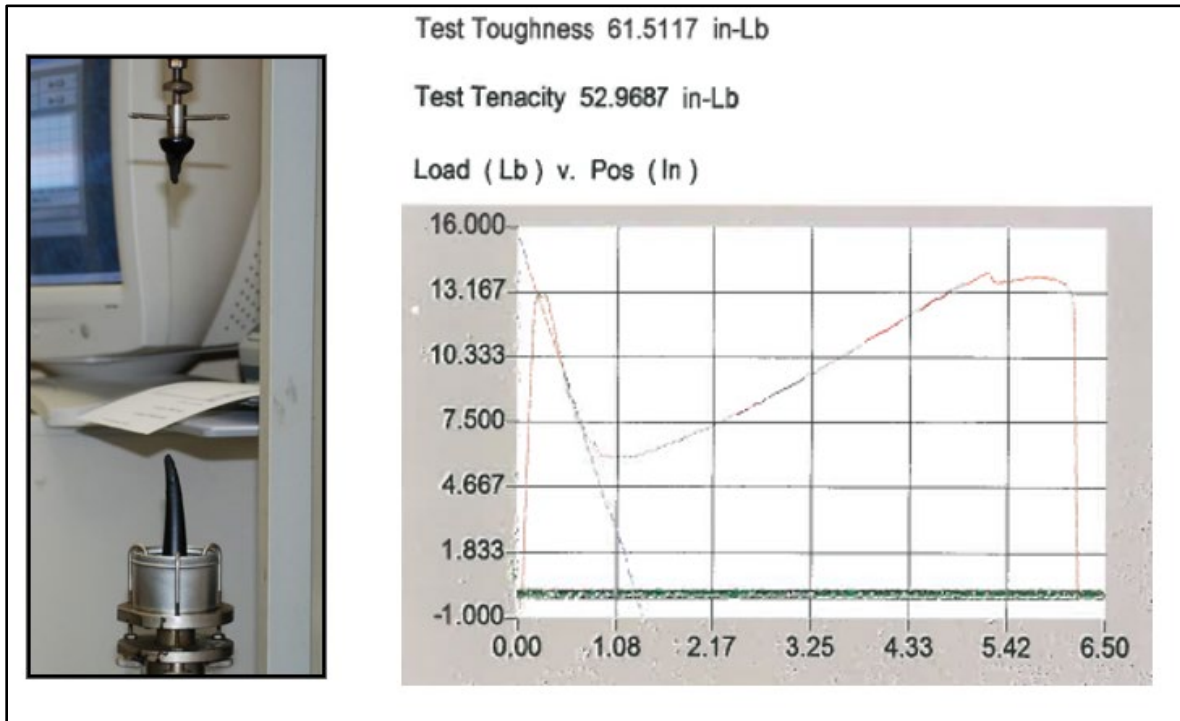 Test Toughness 61.5117 in-Lb
Test Tenacity 52.9687 in-Lb
Load (Lb) v. Pos (In)
16.000
13.167
10.333
7.500
4.667
1.833
-1.000
0.00 1.08 2.17 3.25 4.33 5.42 6.50